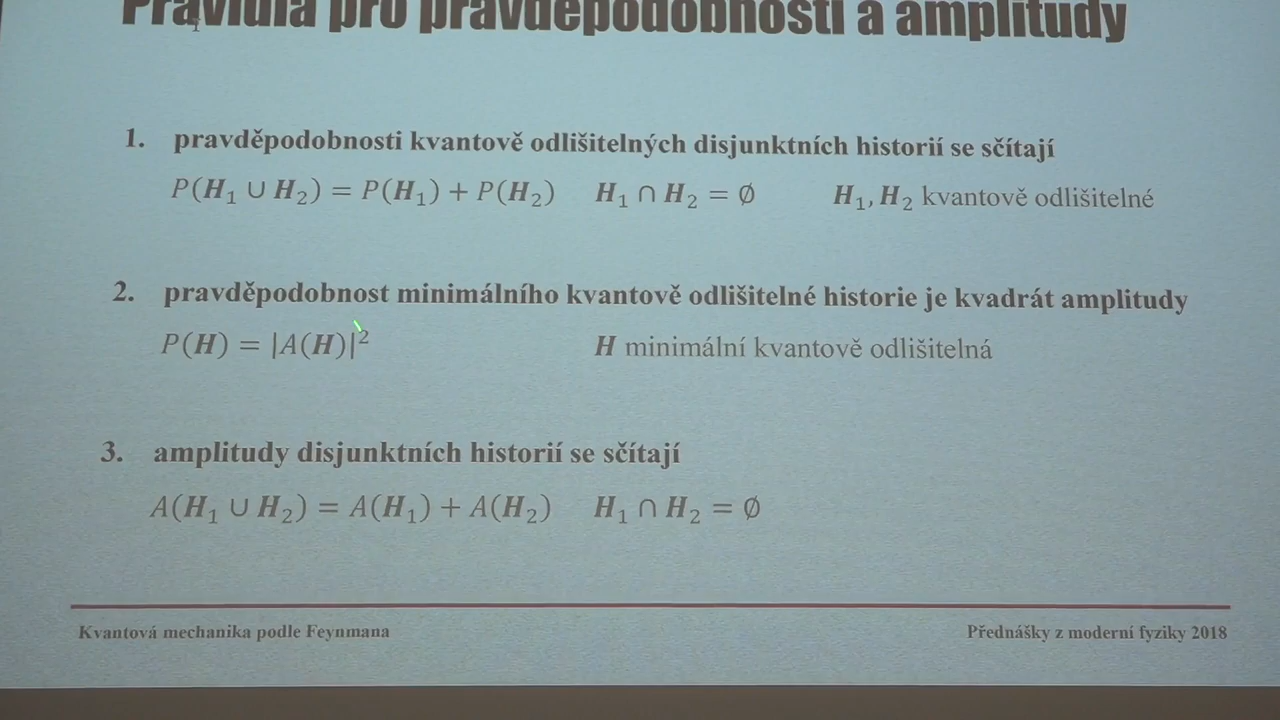 Pravidla pro pravděpodobnosti a amplitudy
1. pravděpodobnosti kvantově odlišitelných disjunktních historií se sčítají
P(H₁ ∪ H₂) = P(H₁) + P(H₂) H₁ ∩ H₂ = ∅ H₁, H₂ kvantově odlišitelné
2. pravděpodobnost minimálního kvantově odlišitelné historie je kvadrát amplitudy
P(H) = |A(H)|² H minimální kvantově odlišitelná
3. amplitudy disjunktních historií se sčítají
A(H₁ ∪ H₂) = A(H₁) + A(H₂) H₁ ∩ H₂ = ∅
Kvantová mechanika podle Feynmana Přednášky z moderní fyziky 2018